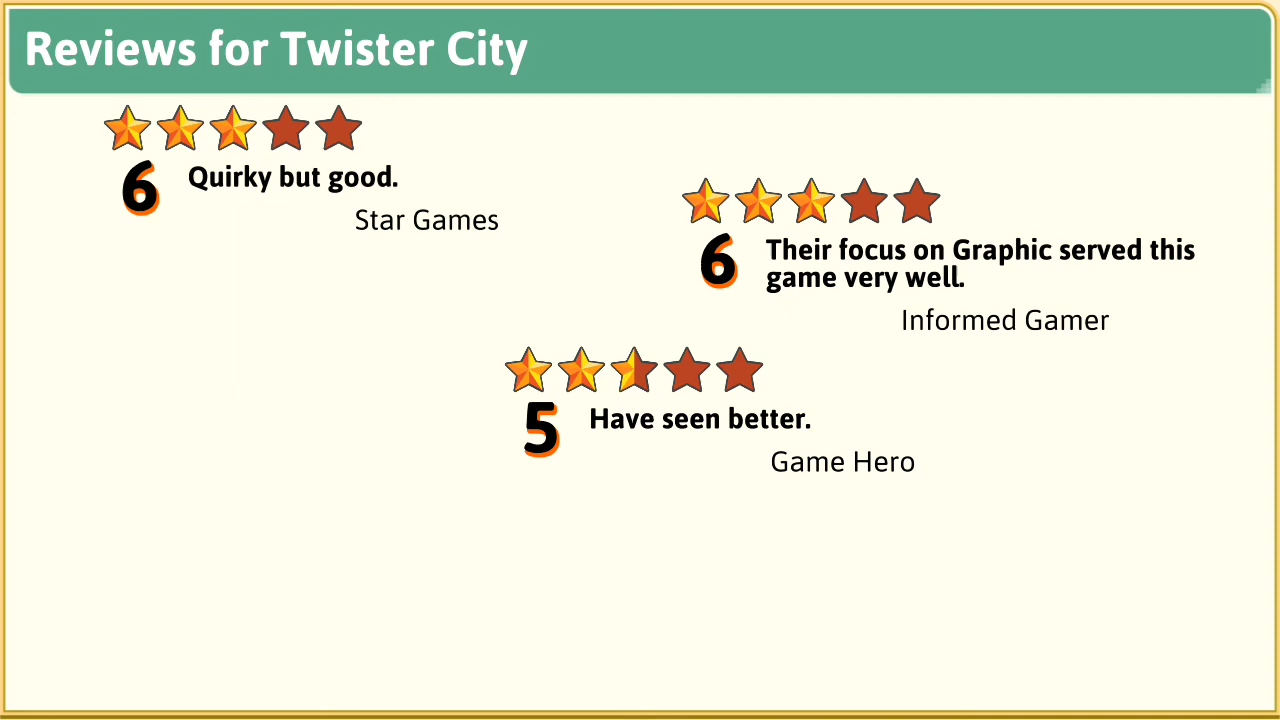 Reviews for Twister City
6
Quirky but good.
Star Games
6
Their focus on Graphic served this
game very well.
Informed Gamer
5
Have seen better.
Game Hero